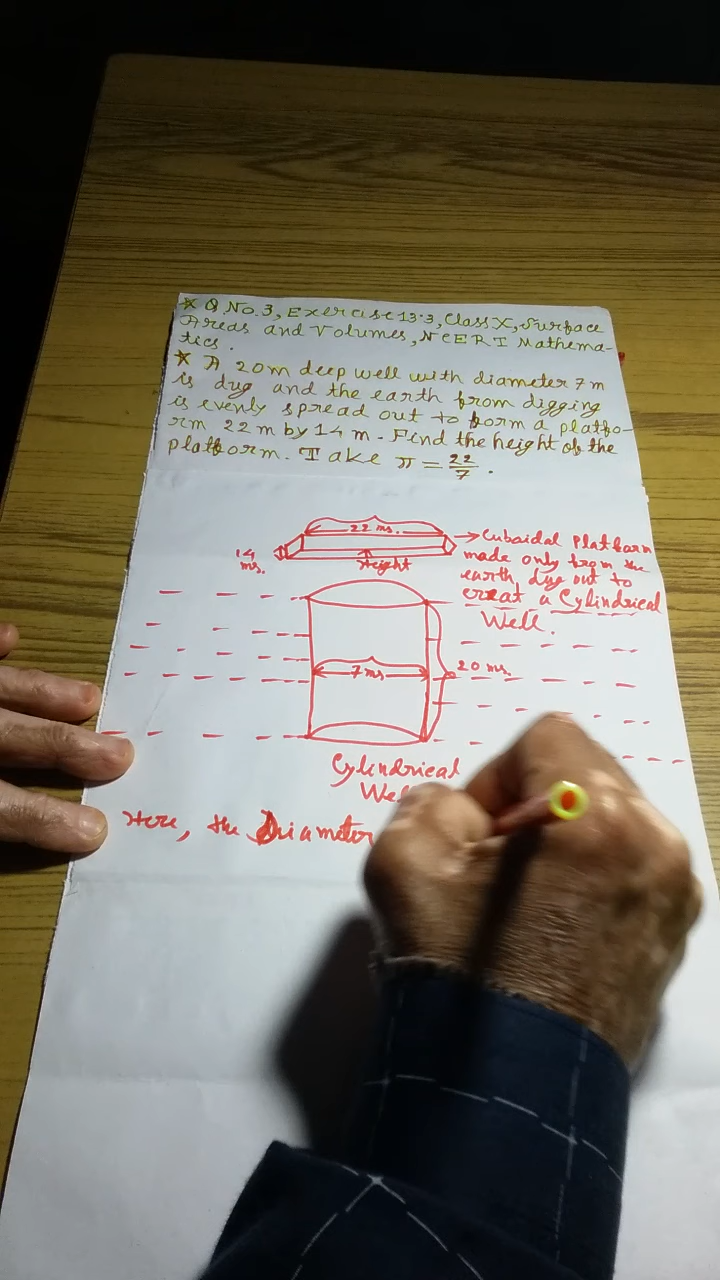 * Q.No.3, Exercise 13.3, Class X, Surface
Areas and Volumes, NCERT Mathema-
tics.
* A 20m deep well with diameter 7m
is dug and the earth from digging
is evenly spread out to form a platfo-
rm 22 m by 14 m. Find the height of the
platform. Take π = 22/7.
22 ms.
14
ms.
Height
→ Cuboidal Platform
made only from the
earth, dug out to
creat a Cylindrical
Well.
7 ms
20 ms.
Cylindrical
Here, the Diameter